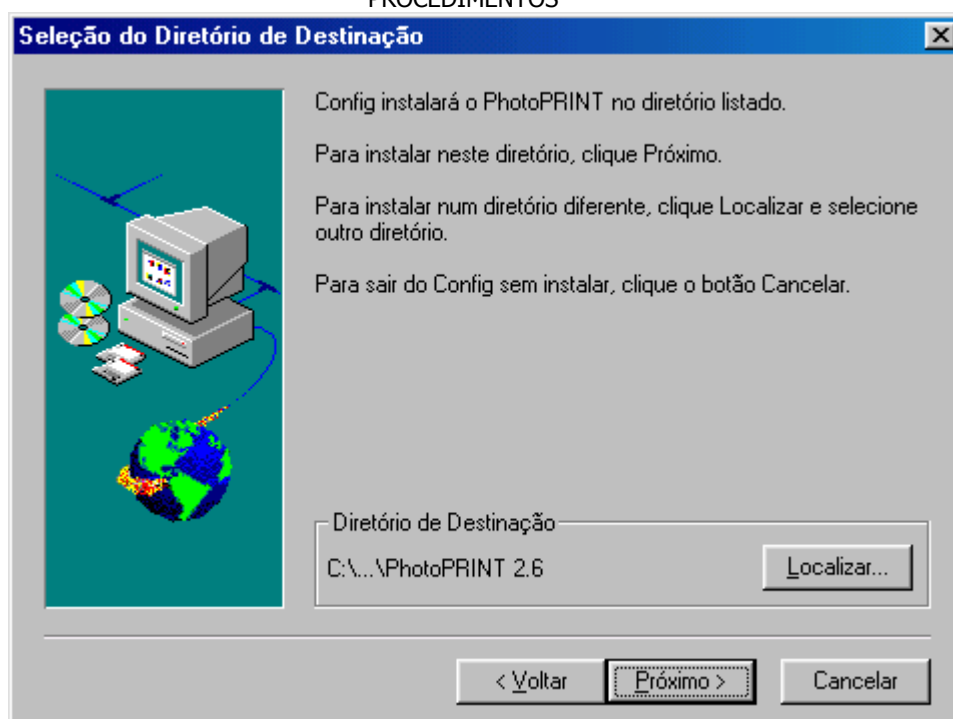 PROCEDIMENTOS
Seleção do Diretório de Destinação
Config instalará o PhotoPRINT no diretório listado.
Para instalar neste diretório, clique Próximo.
Para instalar num diretório diferente, clique Localizar e selecione
outro diretório.
Para sair do Config sem instalar, clique o botão Cancelar.
Diretório de Destinação
C:\...\PhotoPRINT 2.6
Localizar...
< Voltar
Próximo >
Cancelar